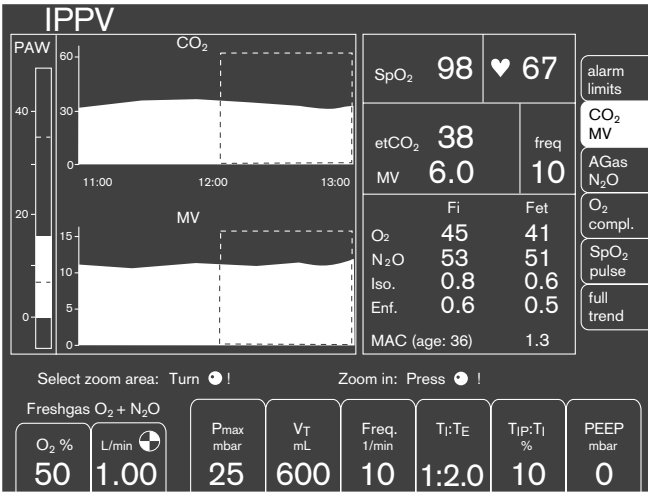 IPPV
PAW
40
20
0
CO₂
60
30
0
11:00 12:00 13:00
MV
15
10
5
0
SpO₂ 98 ♥ 67
etCO₂ 38
MV 6.0
freq
10
Fi Fet
O₂ 45 41
N₂O 53 51
Iso. 0.8 0.6
Enf. 0.6 0.5
MAC (age: 36) 1.3
alarm
limits
CO₂
MV
AGas
N₂O
O₂
compl.
SpO₂
pulse
full
trend
Select zoom area: Turn ! Zoom in: Press !
Freshgas O₂ + N₂O
O₂ %
50
L/min
1.00
Pmax
mbar
25
VT
mL
600
Freq.
1/min
10
TI:TE
1:2.0
TIP:TI
%
10
PEEP
mbar
0